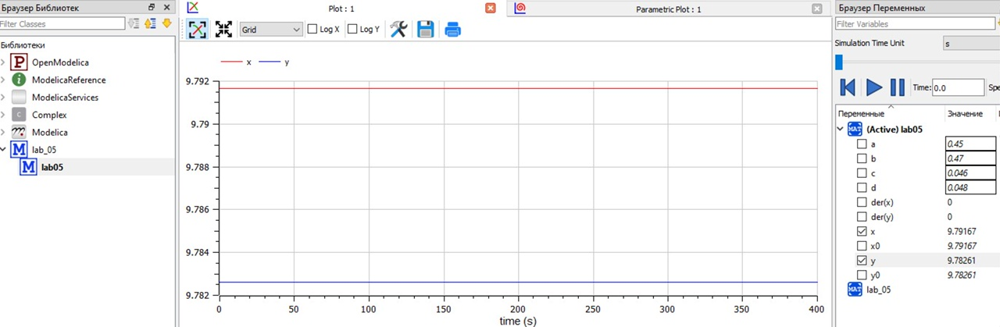 Браузер Библиотек
Filter Classes
Библиотеки
OpenModelica
ModelicaReference
ModelicaServices
Complex
Modelica
lab_05
lab05
Plot : 1
Parametric Plot : 1
Grid
Log X
Log Y
x
y
9.792
9.79
9.788
9.786
9.784
9.782
0
50
100
150
200
250
300
350
400
time (s)
Браузер Переменных
Filter Variables
Simulation Time Unit
s
Time: 0.0
Spe
Переменные Значение
(Active) lab05
a 0.45
b 0.47
c 0.046
d 0.048
der(x) 0
der(y) 0
x 9.79167
x0 9.79167
y 9.78261
y0 9.78261
lab_05